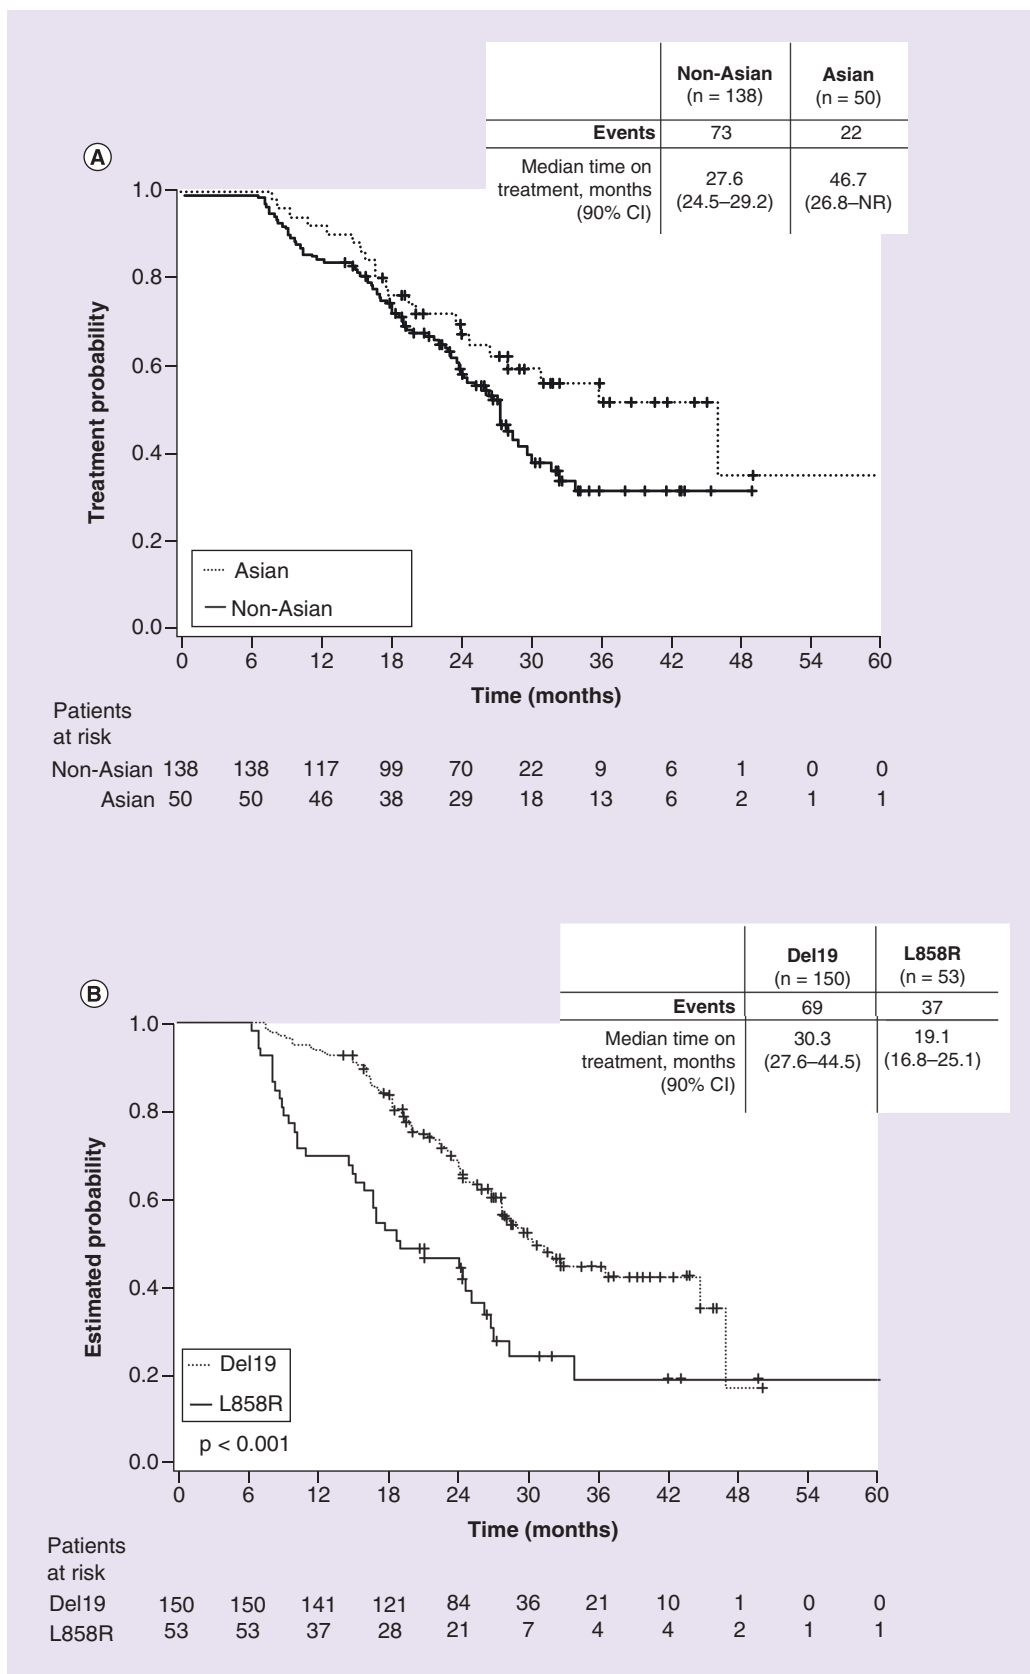 Non-Asian Asian
(n = 138) (n = 50)
Events 73 22
Median time on
treatment, months
(90% CI)
27.6 46.7
(24.5–29.2) (26.8–NR)
A
1.0
0.8
0.6
0.4
0.2
0.0
Treatment probability
Asian
Non-Asian
0 6 12 18 24 30 36 42 48 54 60
Time (months)
Patients
at risk
Non-Asian 138 138 117 99 70 22 9 6 1 0 0
Asian 50 50 46 38 29 18 13 6 2 1 1
Del19 L858R
(n = 150) (n = 53)
Events 69 37
Median time on
treatment, months
(90% CI)
30.3 19.1
(27.6–44.5) (16.8–25.1)
B
1.0
0.8
0.6
0.4
0.2
0.0
Estimated probability
Del19
L858R
p < 0.001
0 6 12 18 24 30 36 42 48 54 60
Time (months)
Patients
at risk
Del19 150 150 141 121 84 36 21 10 1 0 0
L858R 53 53 37 28 21 7 4 4 2 1 1